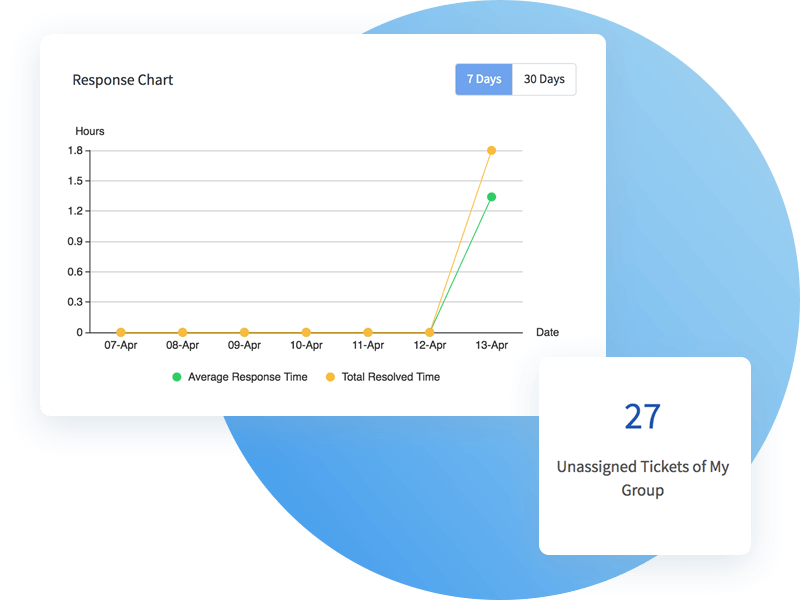 Response Chart
7 Days
30 Days
Hours
1.8
1.5
1.2
0.9
0.6
0.3
0
07-Apr
08-Apr
09-Apr
10-Apr
11-Apr
12-Apr
13-Apr
Date
Average Response Time
Total Resolved Time
27
Unassigned Tickets of My
Group